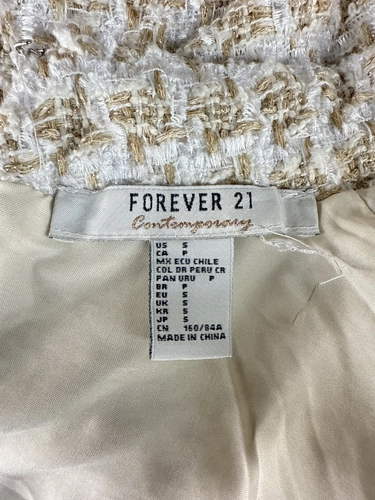 FOREVER 21
Contemporary
US S
CA P
MX ECU CHILE
COL DR PERU CR
PAN URU P
BR P
EU S
UK S
KR S
JP S
CN 160/84A
MADE IN CHINA